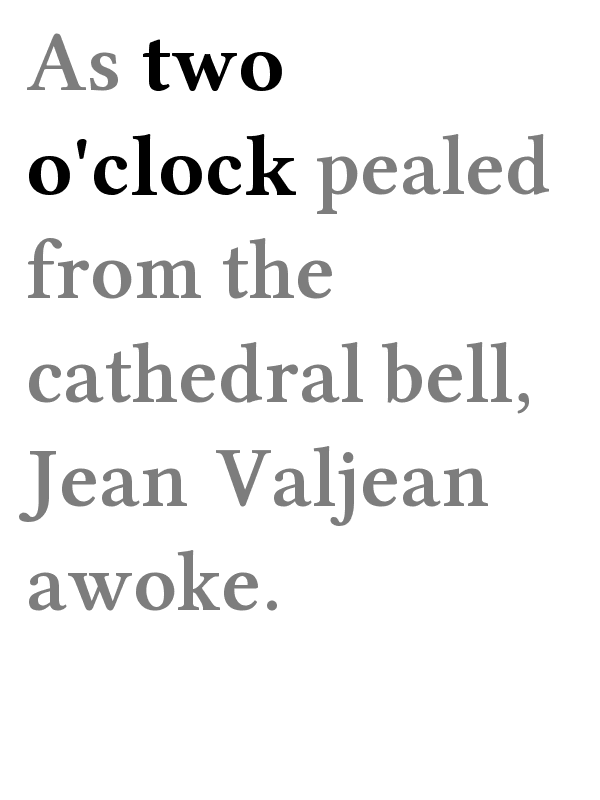 As two
o'clock pealed
from the
cathedral bell,
Jean Valjean
awoke.